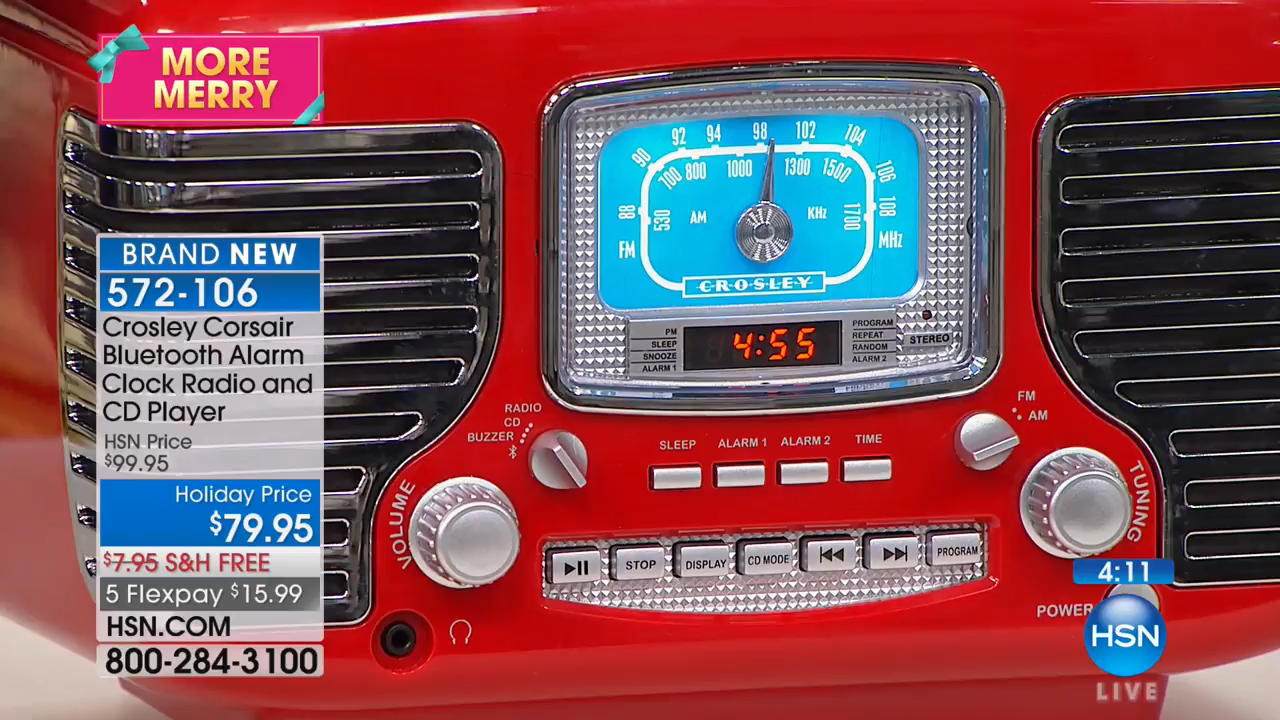 MORE
MERRY
BRAND NEW
572-106
Crosley Corsair
Bluetooth Alarm
Clock Radio and
CD Player
HSN Price
$99.95
Holiday Price
$79.95
$7.95 S&H FREE
5 Flexpay $15.99
HSN.COM
800-284-3100
88 90 92 94 98 102 104 106 108
530 700 800 1000 1300 1500 1700
AM KHz
FM MHz
CROSLEY
PM
SLEEP
SNOOZE
ALARM 1
4:55
PROGRAM
REPEAT
RANDOM
ALARM 2
STEREO
RADIO
CD
BUZZER
FM
AM
SLEEP ALARM 1 ALARM 2 TIME
VOLUME
TUNING
STOP DISPLAY CD MODE PROGRAM
POWER
4:11
HSN
LIVE